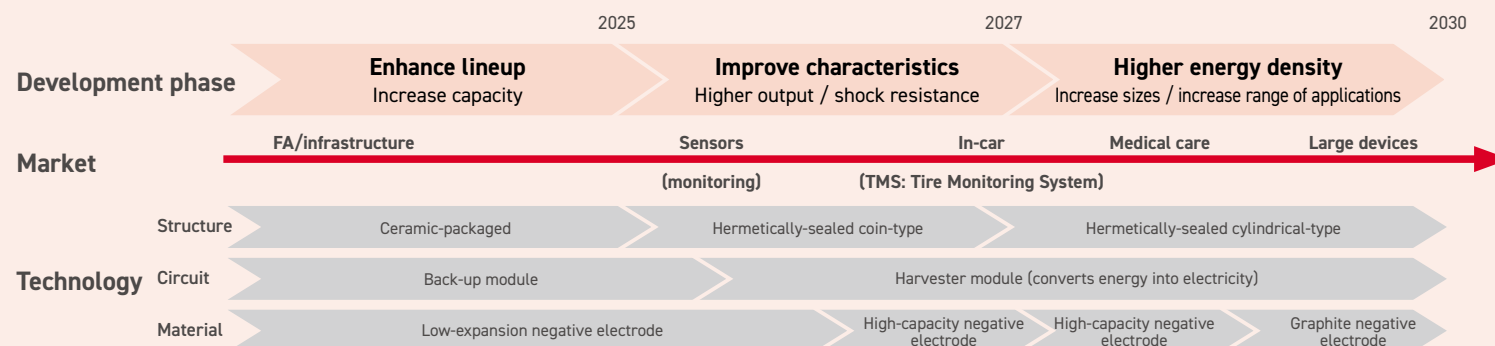 2025 2027 2030
Development phase
Enhance lineup
Increase capacity
Improve characteristics
Higher output / shock resistance
Higher energy density
Increase sizes / increase range of applications
Market
FA/infrastructure Sensors In-car Medical care Large devices
(monitoring) (TMS: Tire Monitoring System)
Technology
Structure Ceramic-packaged Hermetically-sealed coin-type Hermetically-sealed cylindrical-type
Circuit Back-up module Harvester module (converts energy into electricity)
Material Low-expansion negative electrode
High-capacity negative
electrode
High-capacity negative
electrode
Graphite negative
electrode